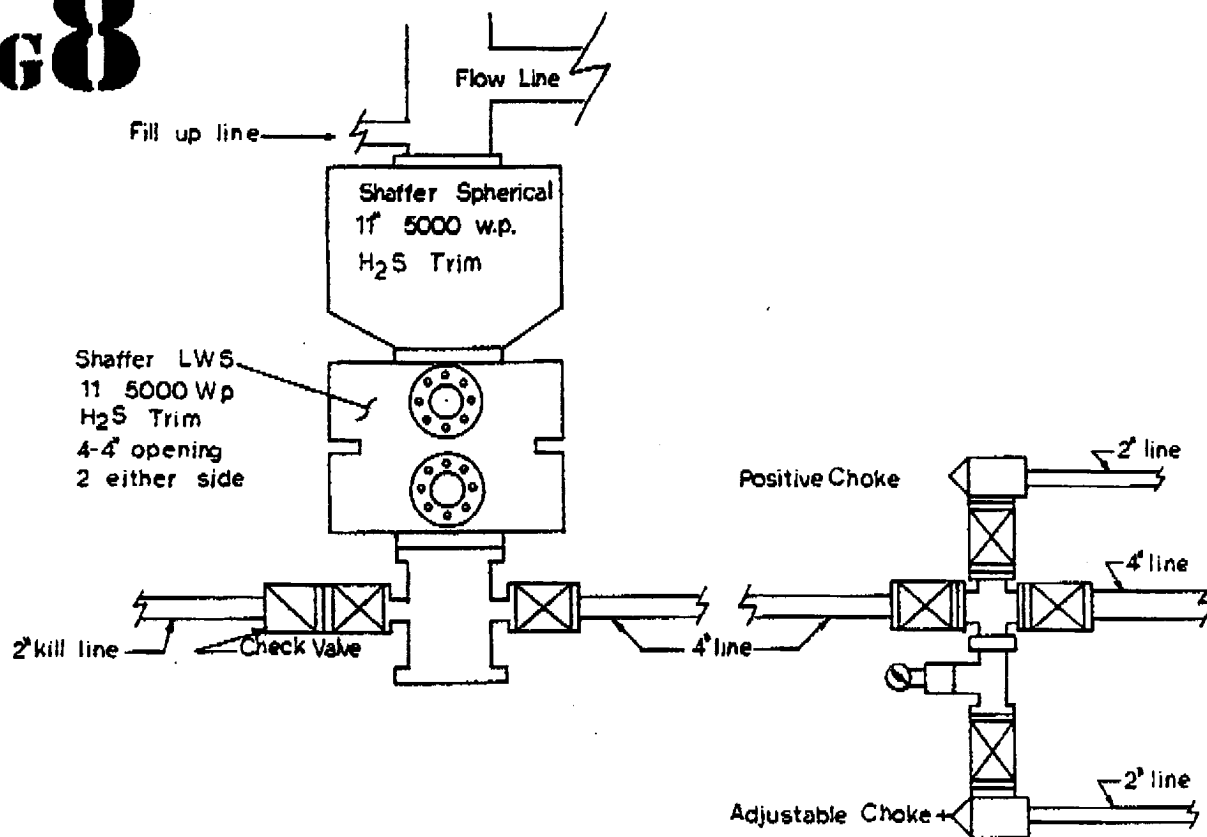 G8
Flow Line
Fill up line
Shaffer Spherical
11" 5000 w.p.
H2S Trim
Shaffer LWS
11 5000 Wp
H2S Trim
4-4" opening
2 either side
2" line
Positive Choke
4" line
2" kill line
Check Valve
4" line
2" line
Adjustable Choke